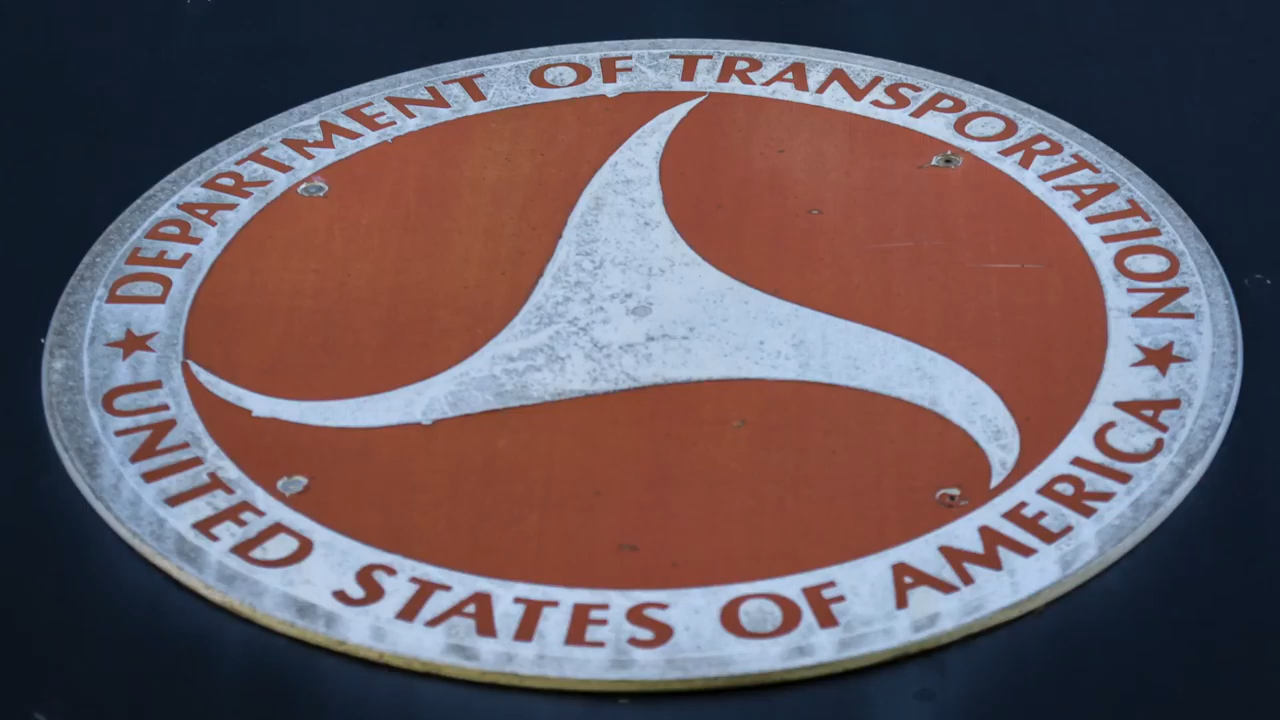 DEPARTMENT OF TRANSPORTATION
UNITED STATES OF AMERICA